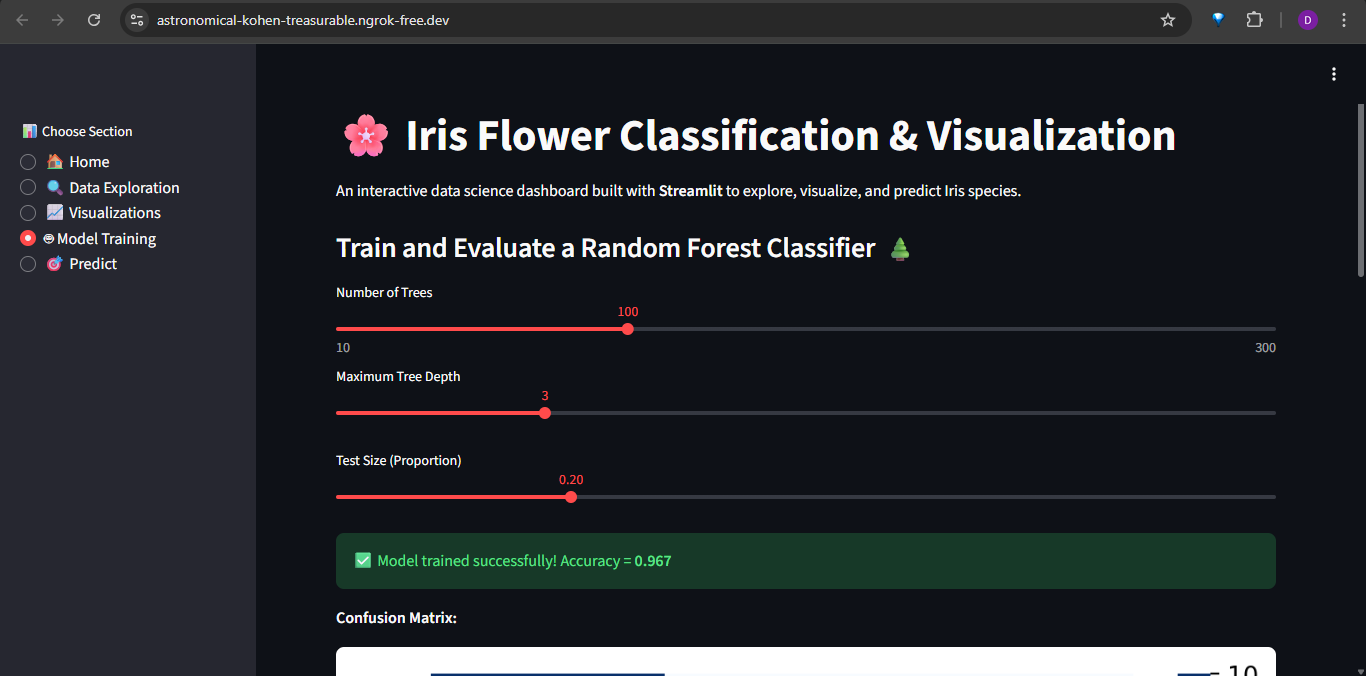 astronomical-kohen-treasurable.ngrok-free.dev
D
📊 Choose Section
🏠 Home
🔍 Data Exploration
📈 Visualizations
Model Training
🎯 Predict
🌸 Iris Flower Classification & Visualization
An interactive data science dashboard built with Streamlit to explore, visualize, and predict Iris species.
Train and Evaluate a Random Forest Classifier 🌲
Number of Trees
100
10 300
Maximum Tree Depth
3
Test Size (Proportion)
0.20
✅ Model trained successfully! Accuracy = 0.967
Confusion Matrix:
10